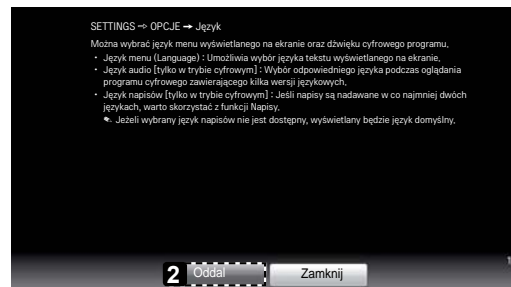 SETTINGS ⇨ OPCJE ➞ Język
Można wybrać język menu wyświetlanego na ekranie oraz dźwięku cyfrowego programu.
• Język menu (Language) : Umożliwia wybór języka tekstu wyświetlanego na ekranie.
• Język audio [tylko w trybie cyfrowym] : Wybór odpowiedniego języka podczas oglądania
programu cyfrowego zawierającego kilka wersji językowych.
• Język napisów [tylko w trybie cyfrowym] : Jeśli napisy są nadawane w co najmniej dwóch
językach, warto skorzystać z funkcji Napisy.
Jeżeli wybrany język napisów nie jest dostępny, wyświetlany będzie język domyślny.
2 Oddal Zamknij